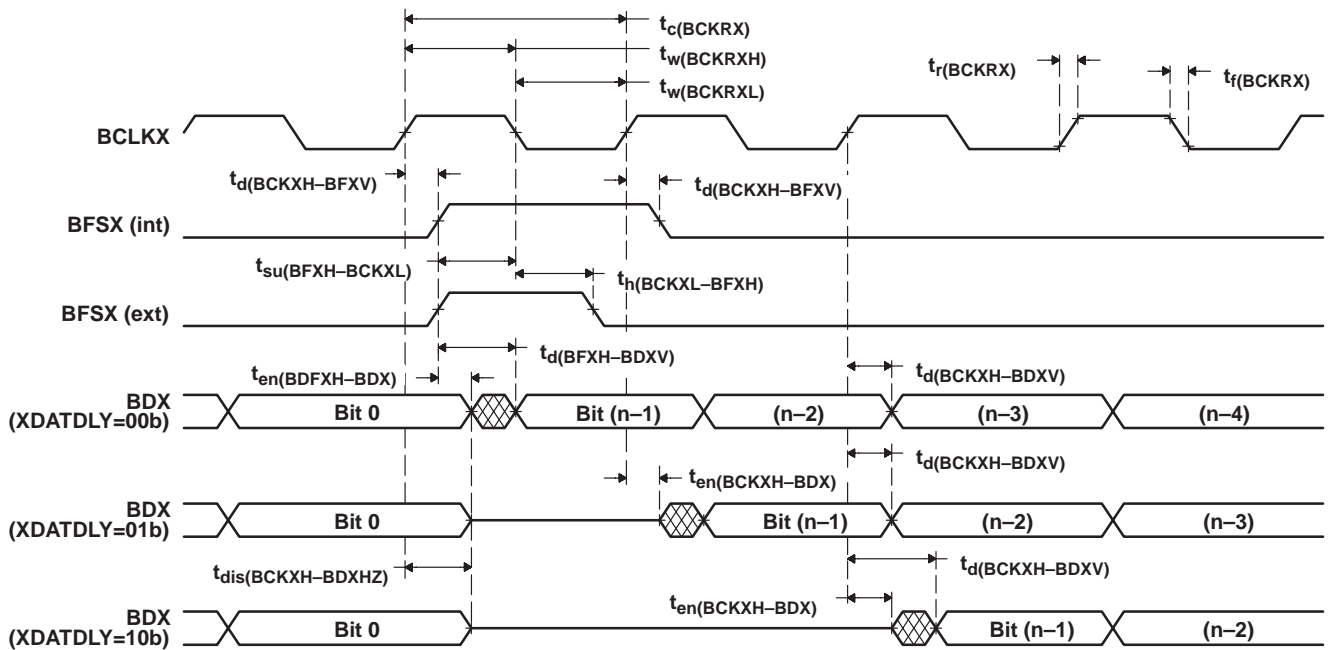 tc(BCKRX)
tw(BCKRXH)
tw(BCKRXL)
tr(BCKRX)
tf(BCKRX)
BCLKX
td(BCKXH–BFXV)
td(BCKXH–BFXV)
BFSX (int)
tsu(BFXH–BCKXL)
th(BCKXL–BFXH)
BFSX (ext)
td(BFXH–BDXV)
ten(BDFXH–BDX)
td(BCKXH–BDXV)
BDX
(XDATDLY=00b)
Bit 0
Bit (n–1)
(n–2)
(n–3)
(n–4)
td(BCKXH–BDXV)
ten(BCKXH–BDX)
BDX
(XDATDLY=01b)
Bit 0
Bit (n–1)
(n–2)
(n–3)
tdis(BCKXH–BDXHZ)
td(BCKXH–BDXV)
ten(BCKXH–BDX)
BDX
(XDATDLY=10b)
Bit 0
Bit (n–1)
(n–2)